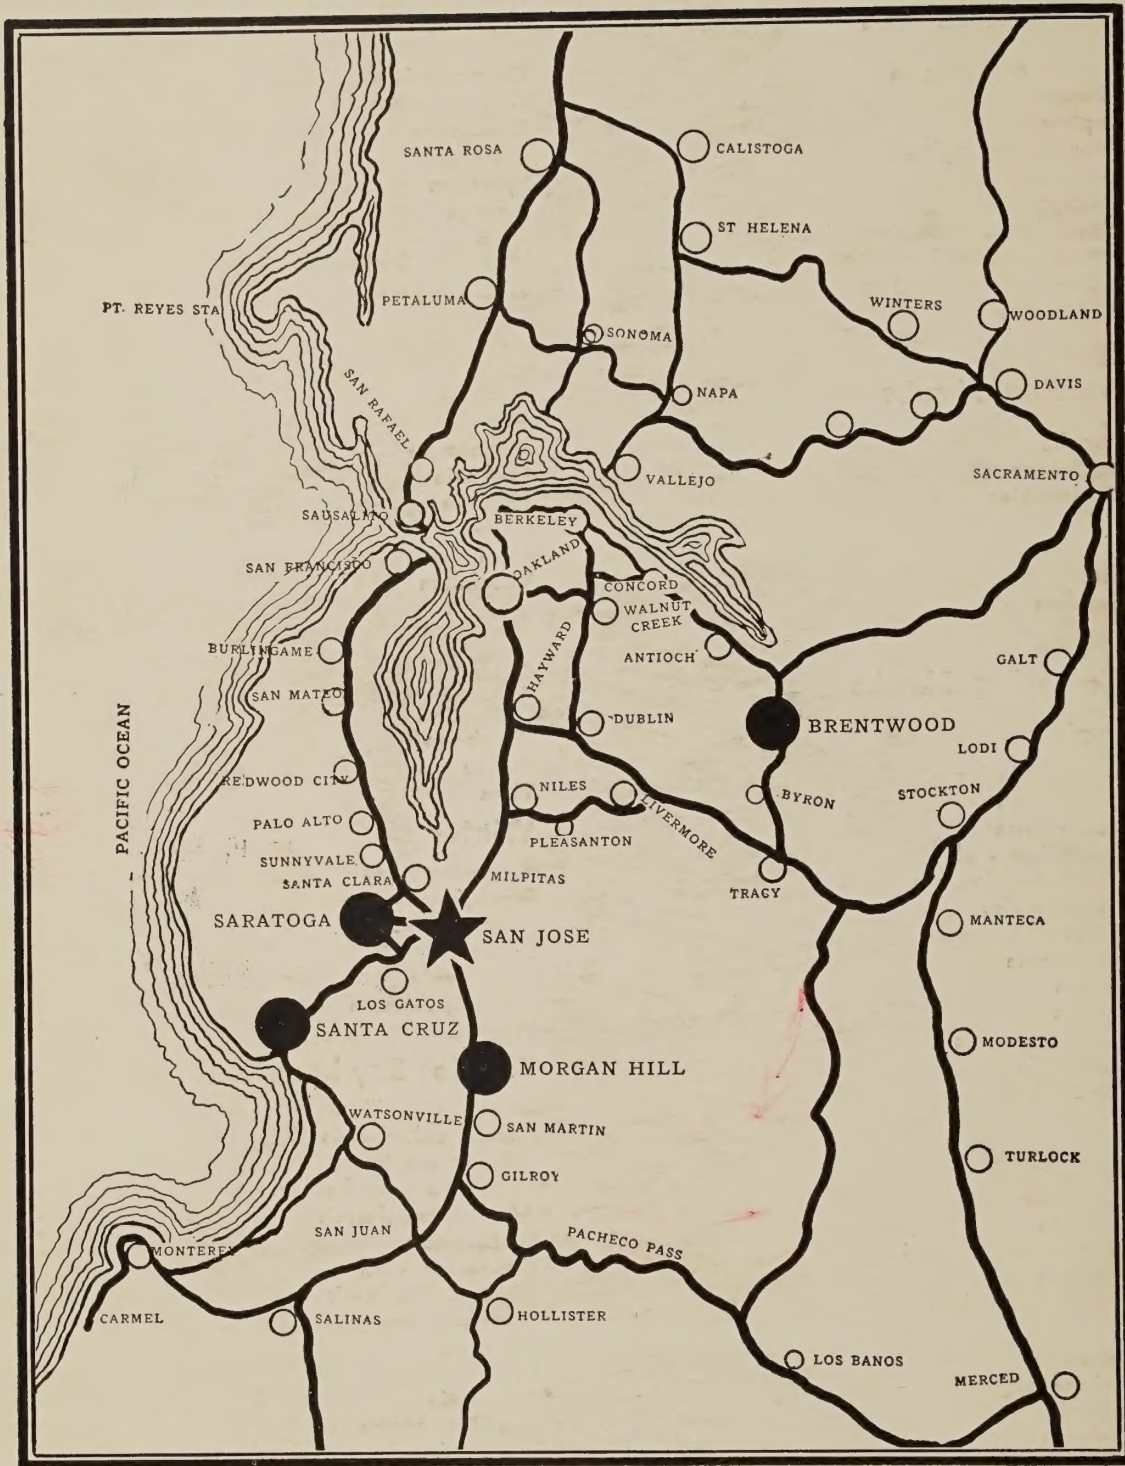 SANTA ROSA
CALISTOGA
ST HELENA
PT. REYES STA
PETALUMA
WINTERS
WOODLAND
SONOMA
SAN RAFAEL
NAPA
DAVIS
VALLEJO
SACRAMENTO
SAUSALITO
BERKELEY
SAN FRANCISCO
OAKLAND
CONCORD
WALNUT
CREEK
BURLINGAME
HAYWARD
ANTIOCH
GALT
SAN MATEO
DUBLIN
BRENTWOOD
PACIFIC OCEAN
LODI
REDWOOD CITY
NILES
LIVERMORE
BYRON
STOCKTON
PALO ALTO
PLEASANTON
SUNNYVALE
SANTA CLARA
MILPITAS
TRACY
SARATOGA
SAN JOSE
MANTECA
LOS GATOS
SANTA CRUZ
MODESTO
MORGAN HILL
WATSONVILLE
SAN MARTIN
TURLOCK
GILROY
SAN JUAN
PACHECO PASS
MONTEREY
CARMEL
SALINAS
HOLLISTER
LOS BANOS
MERCED